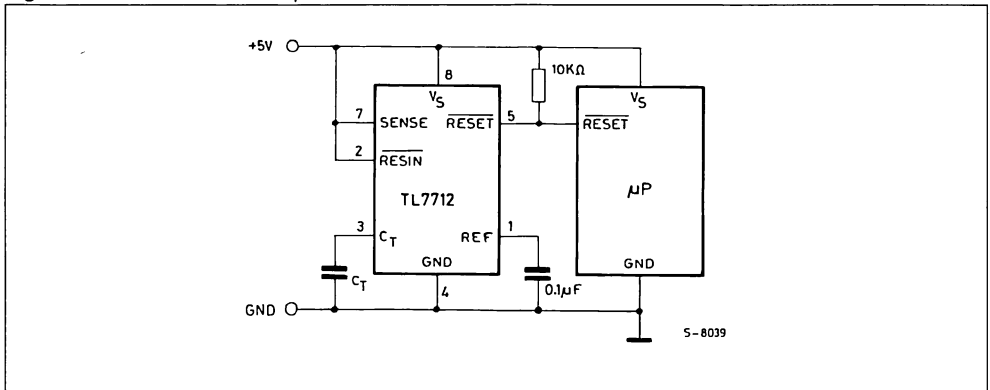 +5V
8
10KΩ
VS
VS
7
SENSE
RESET
5
RESET
2
RESIN
TL7712
μP
3
CT
REF
1
GND
GND
CT
4
0.1μF
GND
S-8039